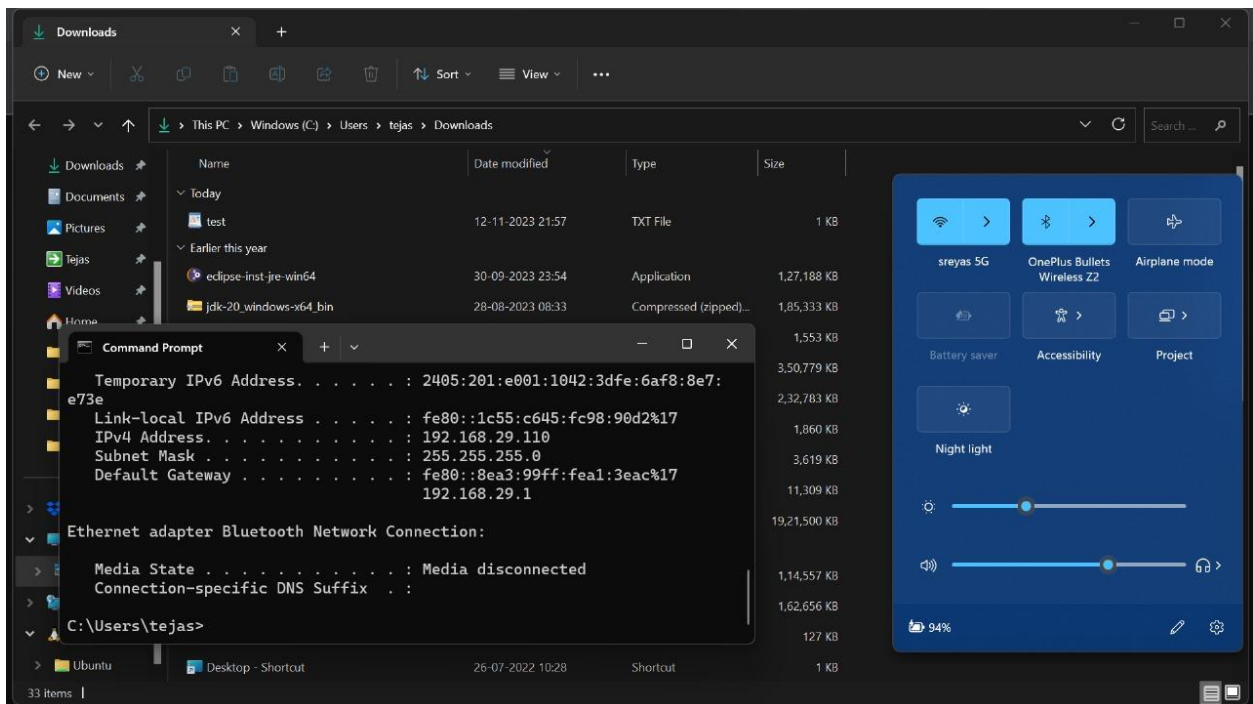 Downloads
New
Sort
View
This PC > Windows (C:) > Users > tejas > Downloads
Search ...
Downloads
Documents
Pictures
Tejas
Videos
Home
Ubuntu
Name Date modified Type Size
Today
test 12-11-2023 21:57 TXT File 1 KB
Earlier this year
eclipse-inst-jre-win64 30-09-2023 23:54 Application 1,27,188 KB
jdk-20_windows-x64_bin 28-08-2023 08:33 Compressed (zipped)... 1,85,333 KB
1,553 KB
3,50,779 KB
2,32,783 KB
1,860 KB
3,619 KB
11,309 KB
19,21,500 KB
1,14,557 KB
1,62,656 KB
127 KB
Desktop - Shortcut 26-07-2022 10:28 Shortcut 1 KB
33 items
Command Prompt
Temporary IPv6 Address. . . . . . : 2405:201:e001:1042:3dfe:6af8:8e7:
e73e
Link-local IPv6 Address . . . . . : fe80::1c55:c645:fc98:90d2%17
IPv4 Address. . . . . . . . . . . : 192.168.29.110
Subnet Mask . . . . . . . . . . . : 255.255.255.0
Default Gateway . . . . . . . . . : fe80::8ea3:99ff:fea1:3eac%17
192.168.29.1
Ethernet adapter Bluetooth Network Connection:
Media State . . . . . . . . . . . : Media disconnected
Connection-specific DNS Suffix . :
C:\Users\tejas>
sreyas 5G
OnePlus Bullets
Wireless Z2
Airplane mode
Battery saver
Accessibility
Project
Night light
94%